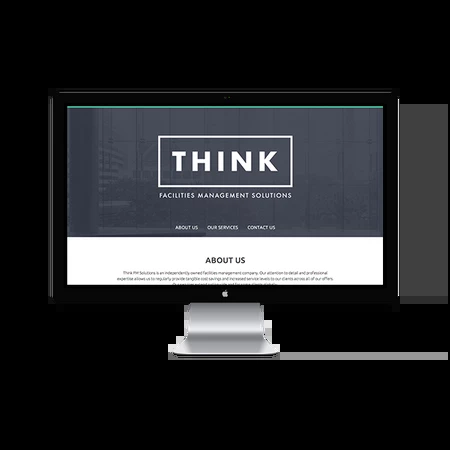 THINK
FACILITIES MANAGEMENT SOLUTIONS
ABOUT US OUR SERVICES CONTACT US
ABOUT US
Think FM Solutions is an independently owned facilities management company. Our attention to detail and professional
expertise allows us to regularly provide tangible cost savings and increased service levels to our clients across all of our offers.